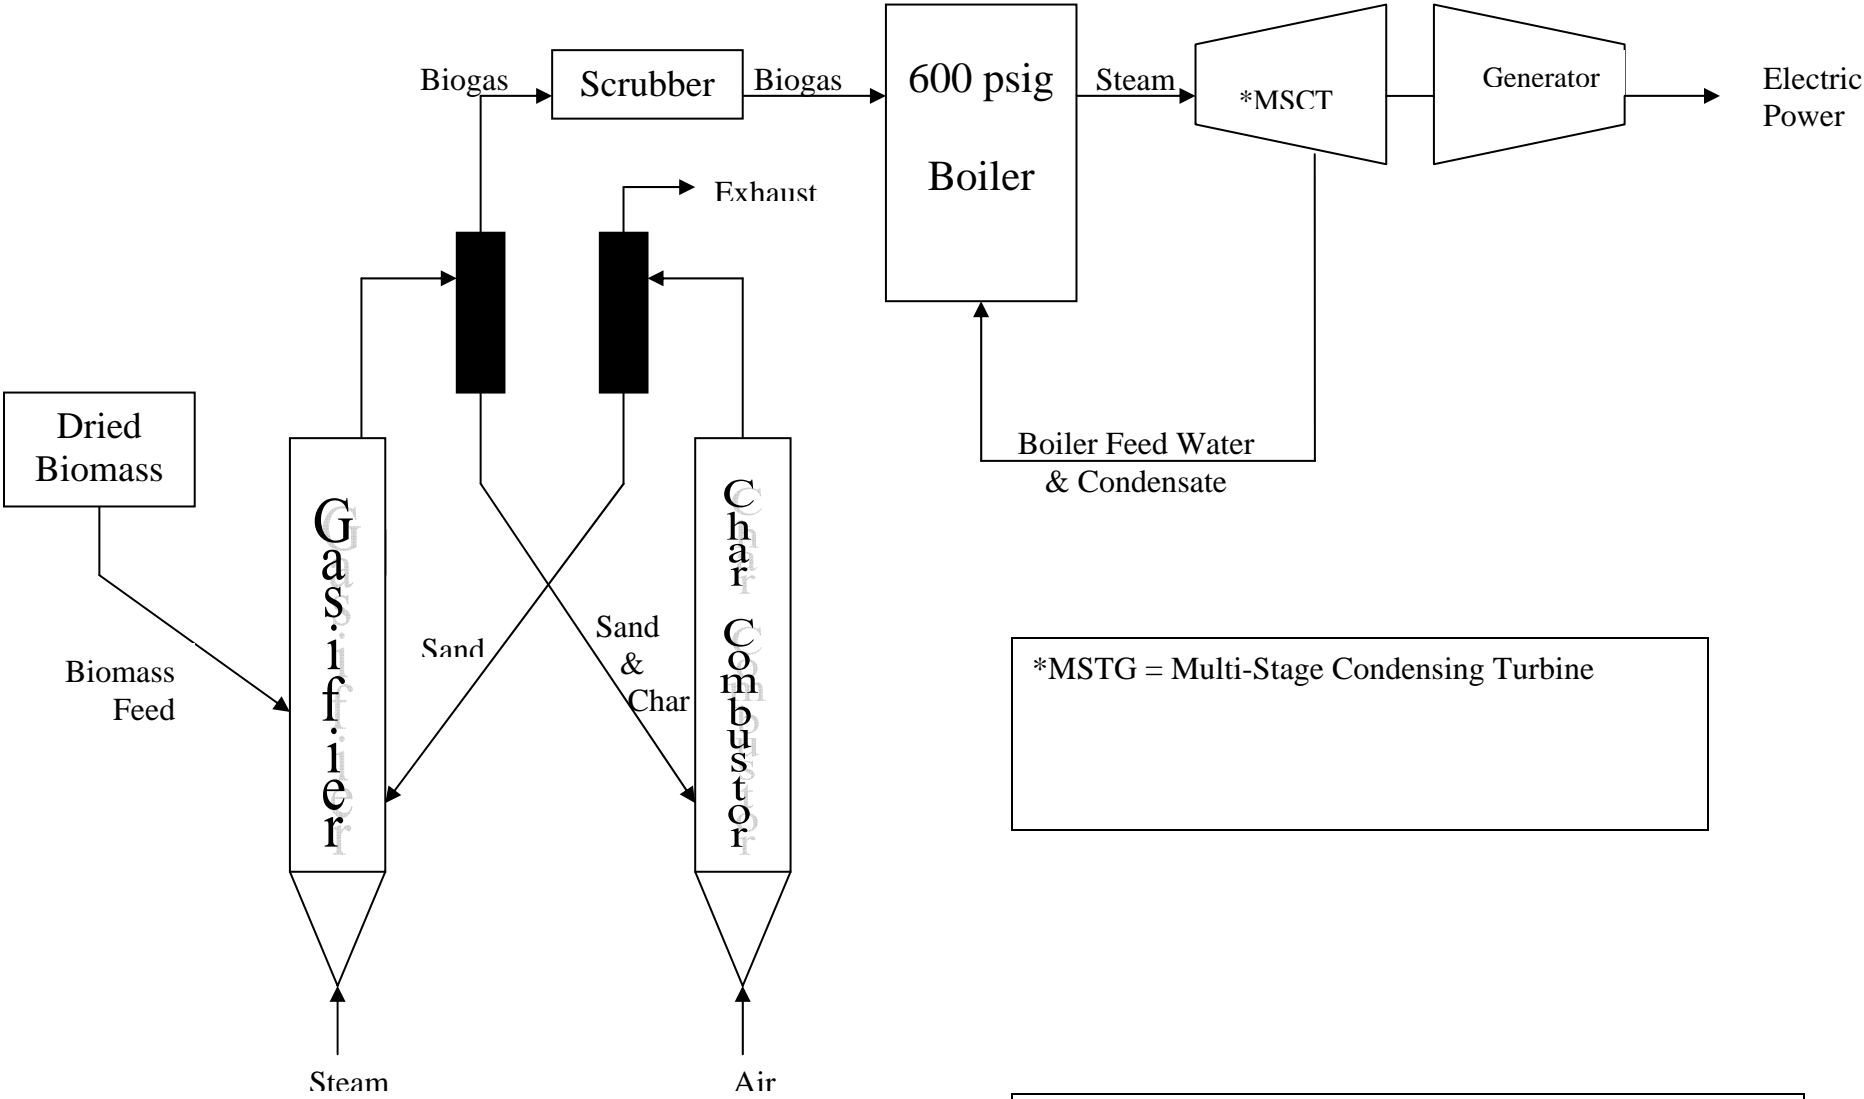 Biogas
Scrubber
Biogas
600 psig
Boiler
Steam
*MSCT
Generator
Electric
Power
Exhaust
Dried
Biomass
Boiler Feed Water
& Condensate
Gasifier
Char Combustor
Biomass
Feed
Sand
Sand
&
Char
*MSTG = Multi-Stage Condensing Turbine
Steam
Air